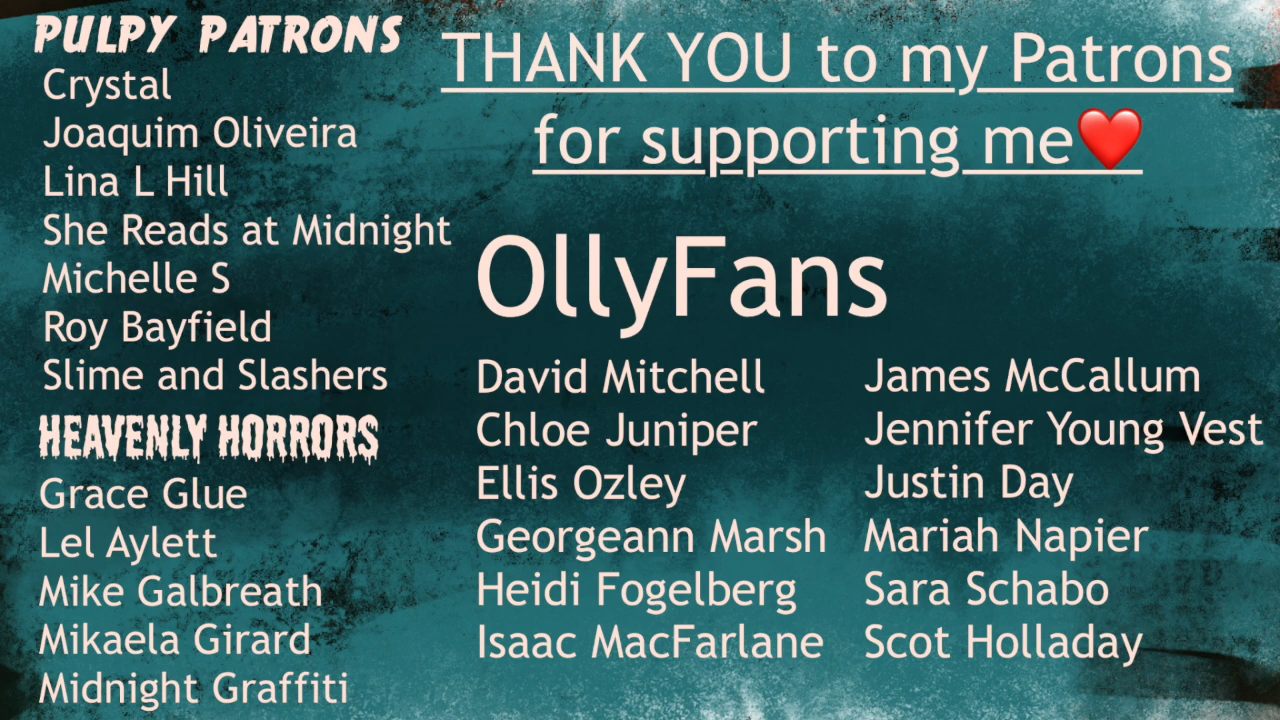 PULPY PATRONS
Crystal
Joaquim Oliveira
Lina L Hill
She Reads at Midnight
Michelle S
Roy Bayfield
Slime and Slashers
HEAVENLY HORRORS
Grace Glue
Lel Aylett
Mike Galbreath
Mikaela Girard
Midnight Graffiti
THANK YOU to my Patrons
for supporting me❤️
OllyFans
David Mitchell
Chloe Juniper
Ellis Ozley
Georgeann Marsh
Heidi Fogelberg
Isaac MacFarlane
James McCallum
Jennifer Young Vest
Justin Day
Mariah Napier
Sara Schabo
Scot Holladay